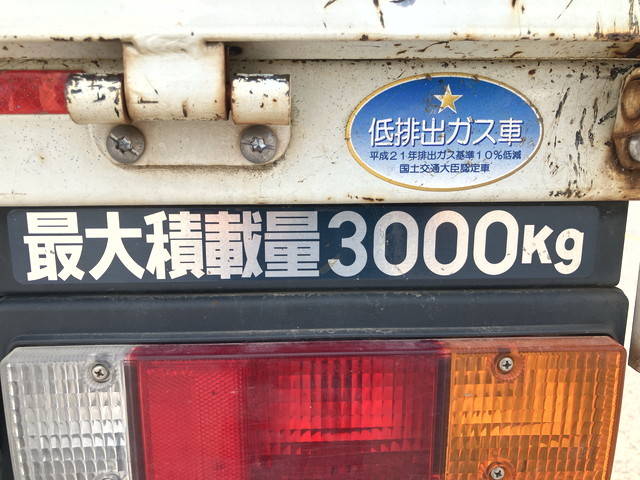 低排出ガス車
平成21年排出ガス基準10%低減
国土交通大臣認定車
最大積載量3000Kg